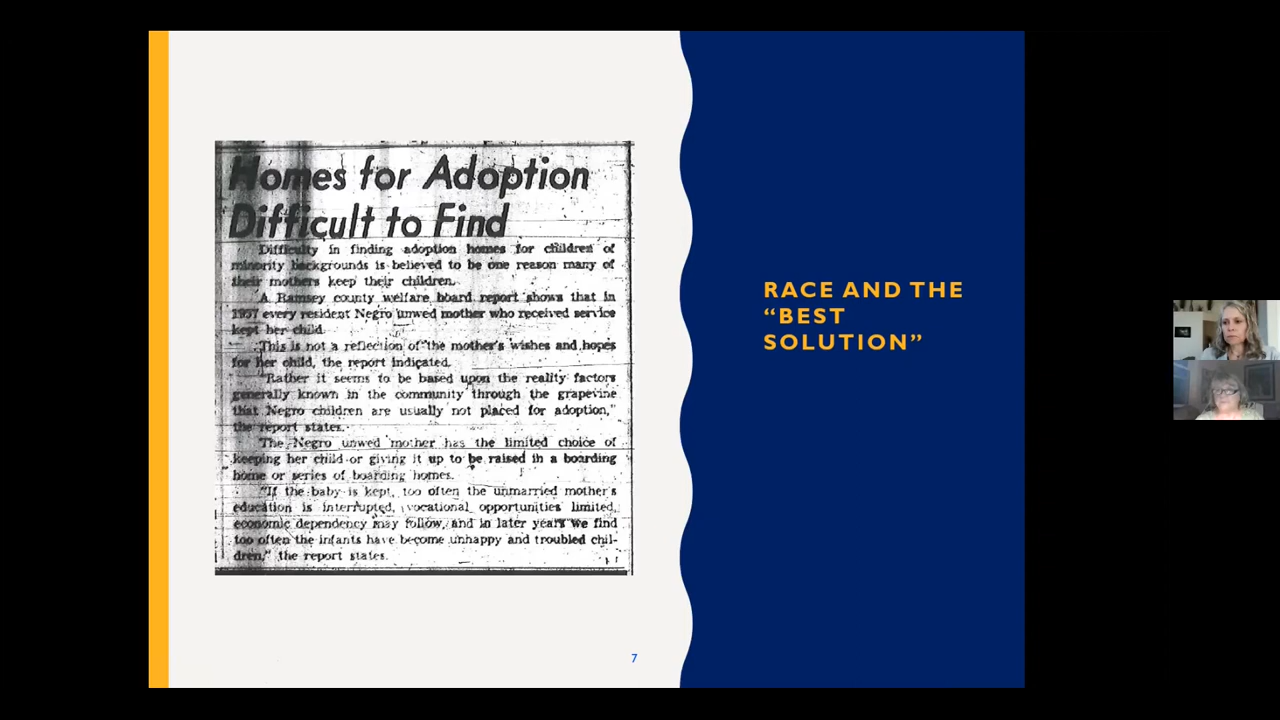 Homes for Adoption
Difficult to Find
Difficulty in finding adoption homes for children of
minority backgrounds is believed to be one reason many of
their mothers keep their children.
A Ramsey county welfare board report shows that in
1957 every resident Negro unwed mother who received service
kept her child.
This is not a reflection of the mother's wishes and hopes
for her child, the report indicated.
"Rather it seems to be based upon the reality factors
generally known in the community through the grapevine
that Negro children are usually not placed for adoption,"
the report states.
The Negro unwed mother has the limited choice of
keeping her child or giving it up to be raised in a boarding
home or series of boarding homes.
"If the baby is kept, too often the unmarried mother's
education is interrupted, vocational opportunities limited,
economic dependency may follow, and in later years we find
too often the infants have become unhappy and troubled chil-
dren," the report states.
7
RACE AND THE
“BEST
SOLUTION”